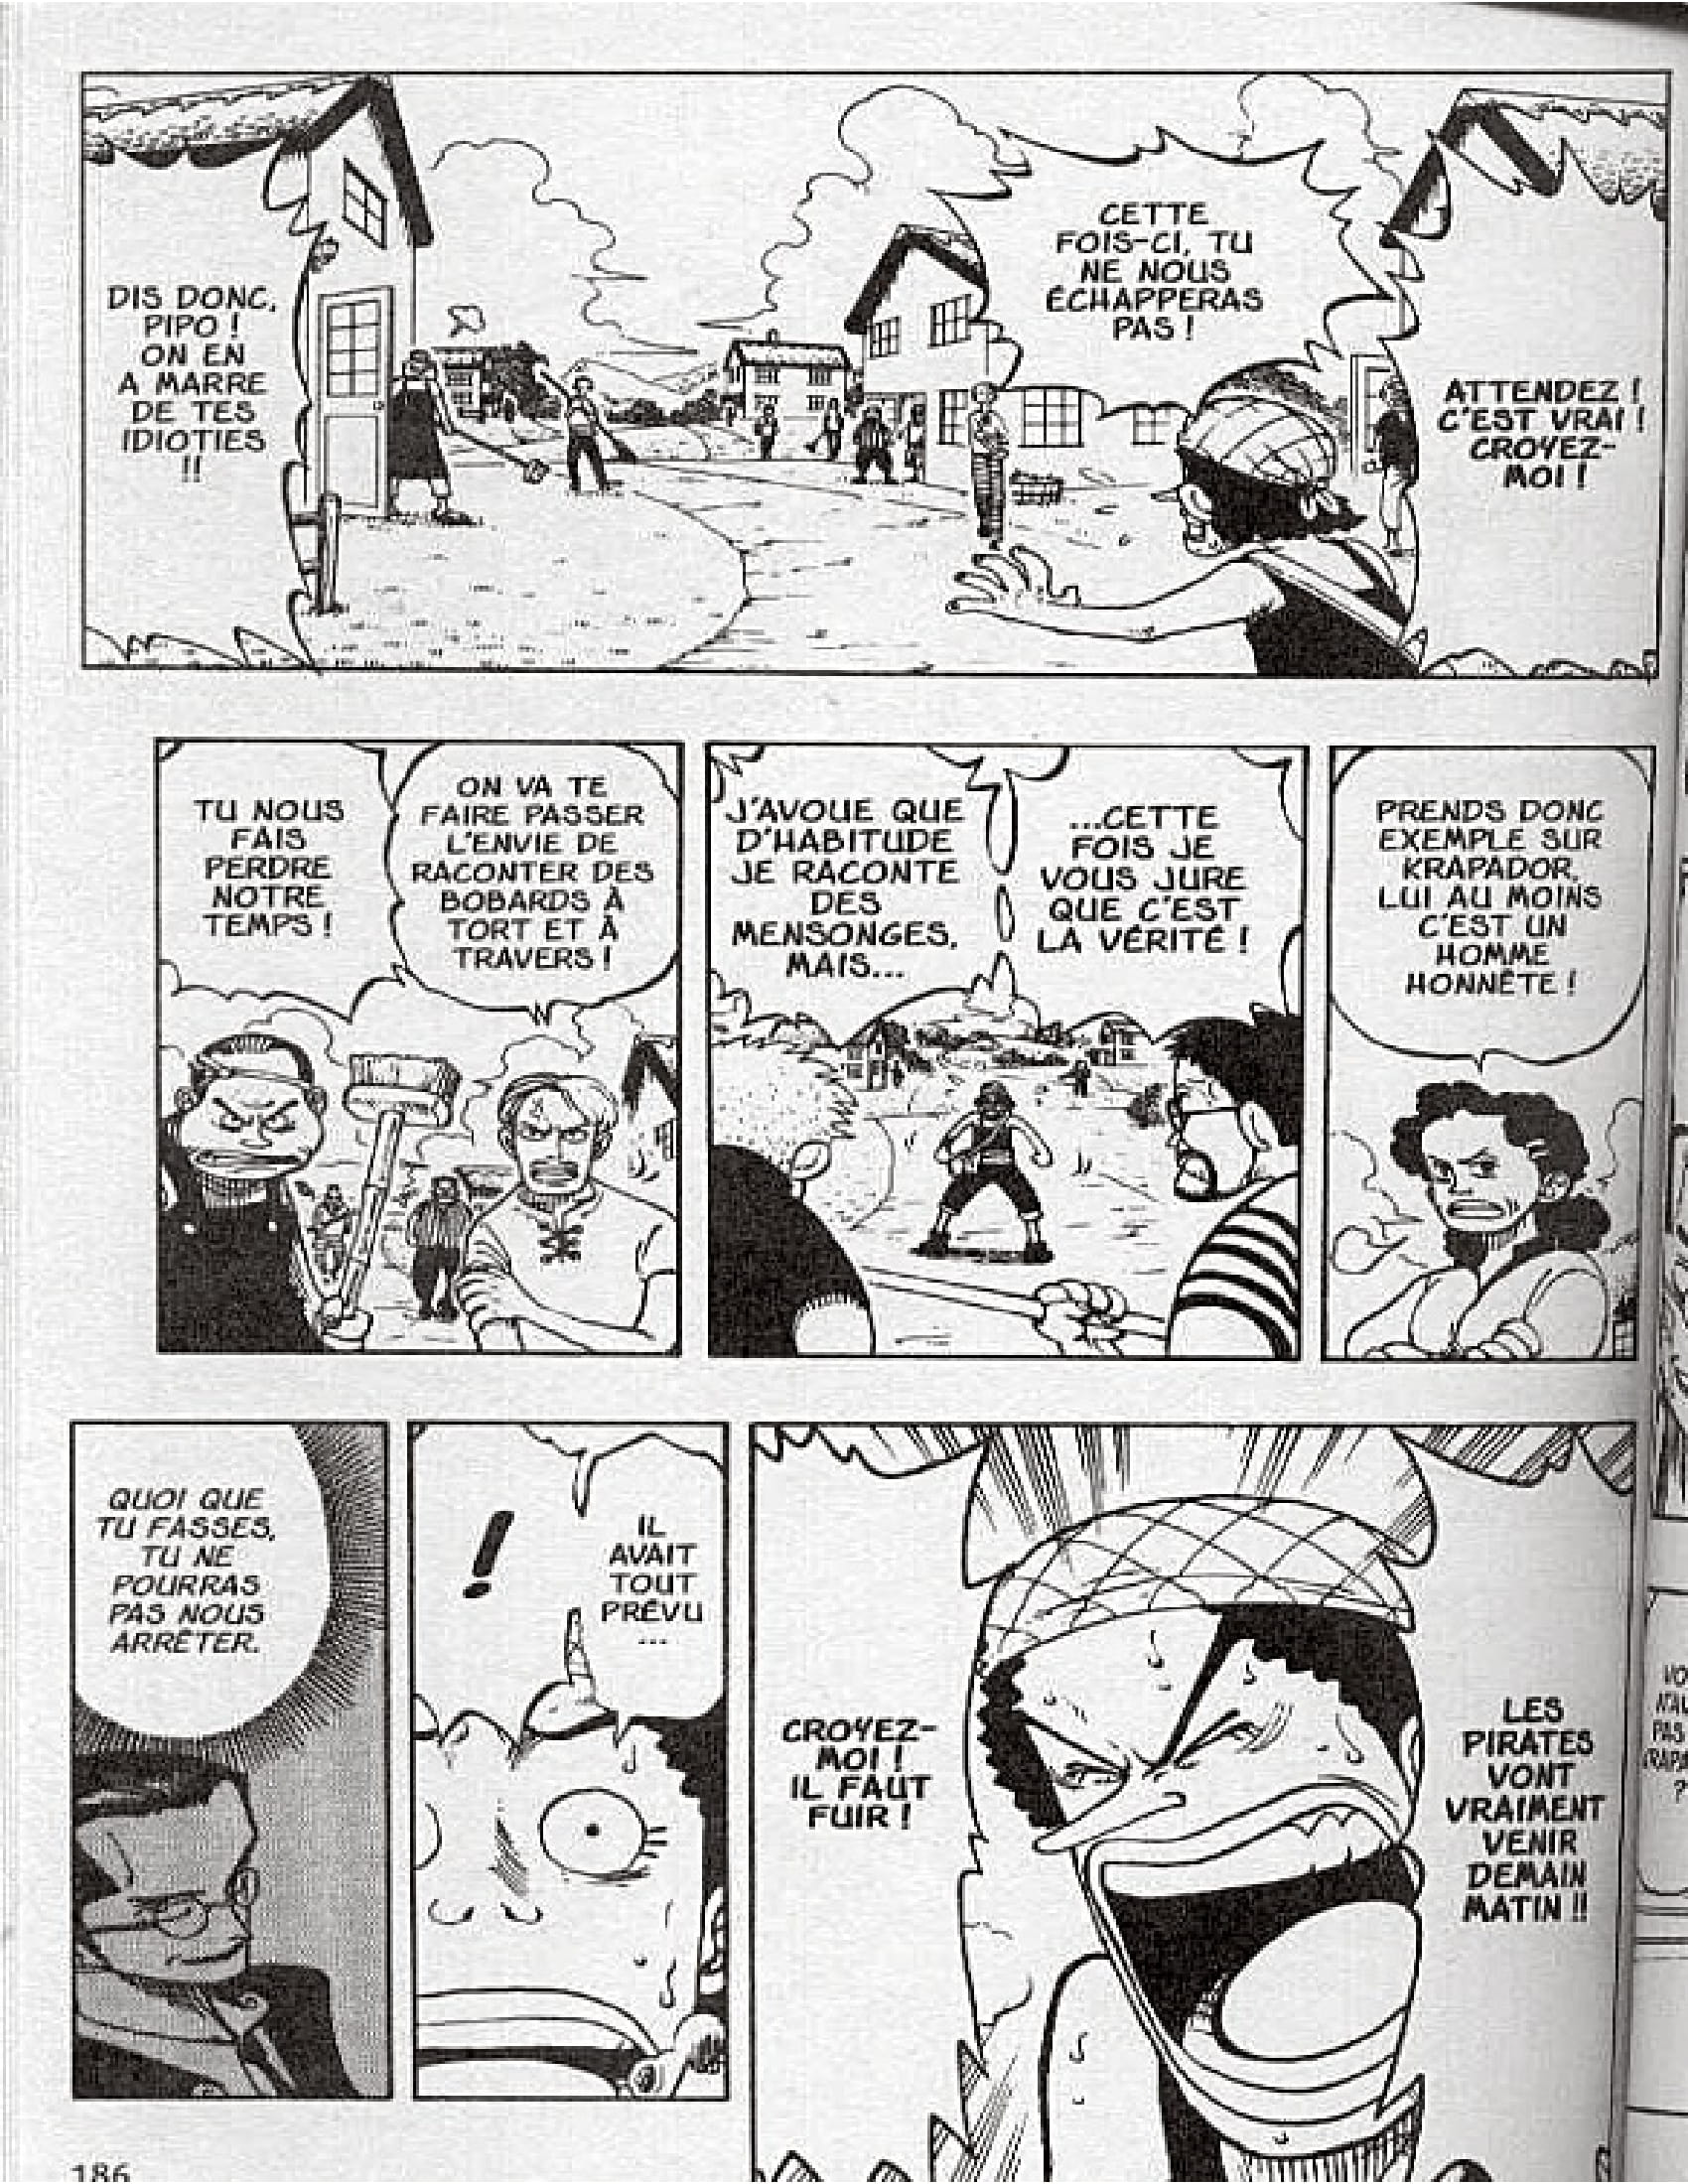 ATTENDEZ !
C'EST VRAI !
CROYEZ-
MOI !
CETTE
FOIS-CI, TU
NE NOUS
ÉCHAPPERAS
PAS !
DIS DONC,
PIPO !
ON EN
A MARRE
DE TES
IDIOTIES
!!
PRENDS DONC
EXEMPLE SUR
KRAPADOR,
LUI AU MOINS
C'EST UN
HOMME
HONNÊTE !
J'AVOUE QUE
D'HABITUDE
JE RACONTE
DES
MENSONGES,
MAIS...
...CETTE
FOIS JE
VOUS JURE
QUE C'EST
LA VÉRITÉ !
ON VA TE
FAIRE PASSER
L'ENVIE DE
RACONTER DES
BOBARDS À
TORT ET À
TRAVERS !
TU NOUS
FAIS
PERDRE
NOTRE
TEMPS !
LES
PIRATES
VONT
VRAIMENT
VENIR
DEMAIN
MATIN !!
CROYEZ-
MOI !
IL FAUT
FUIR !
IL
AVAIT
TOUT
PRÉVU
...
!
QUOI QUE
TU FASSES,
TU NE
POURRAS
PAS NOUS
ARRÊTER.
186